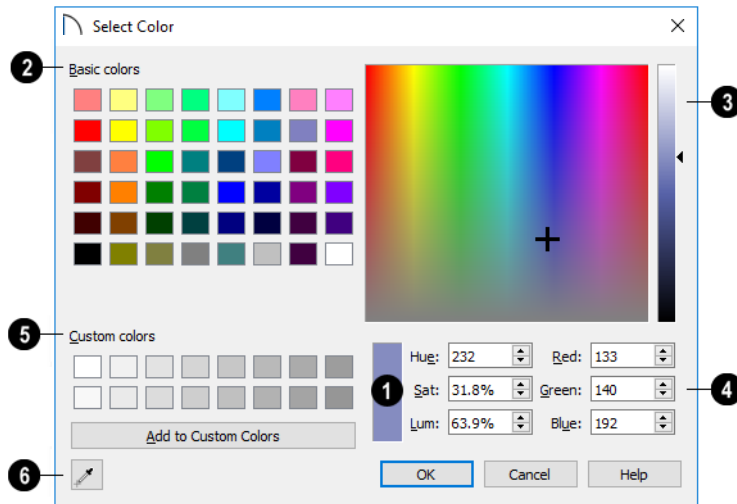 Select Color
2
Basic colors
3
5
Custom colors
1
Hue: 232
Red: 133
Sat: 31.8%
Green: 140
4
Lum: 63.9%
Blue: 192
Add to Custom Colors
6
OK
Cancel
Help